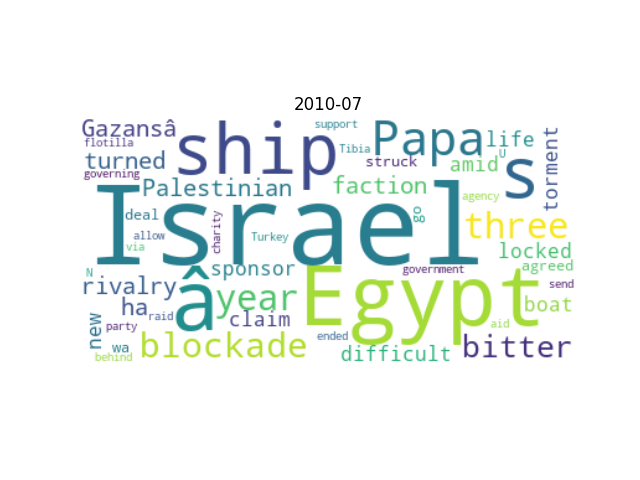 2010-07
support
Gazansâ
ship
Papa
life
flotilla
Tibia
U
turned
struck
amid
torment
governing
Palestinian
faction
s
Israel
agency
deal
charity
go
three
allow
Turkey
via
locked
N
sponsor
government
agreed
rivalry
â
year
Egypt
send
ha
boat
new
raid
claim
party
aid
wa
blockade
ended
difficult
bitter
behind